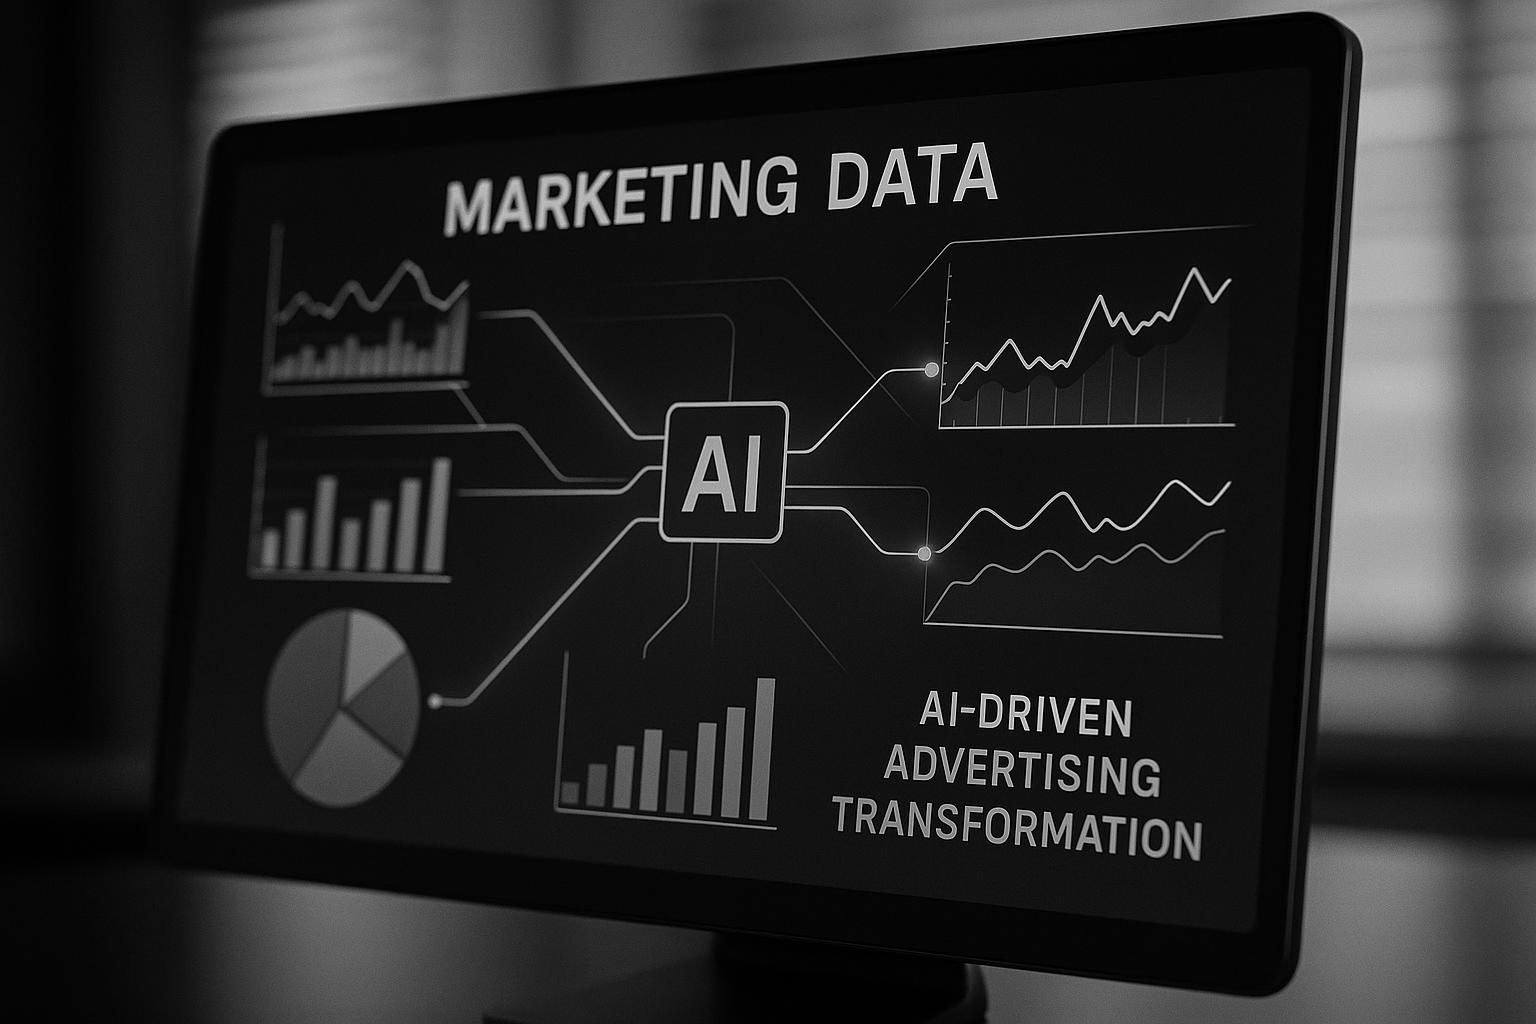 MARKETING DATA
AI
AI-DRIVEN
ADVERTISING
TRANSFORMATION